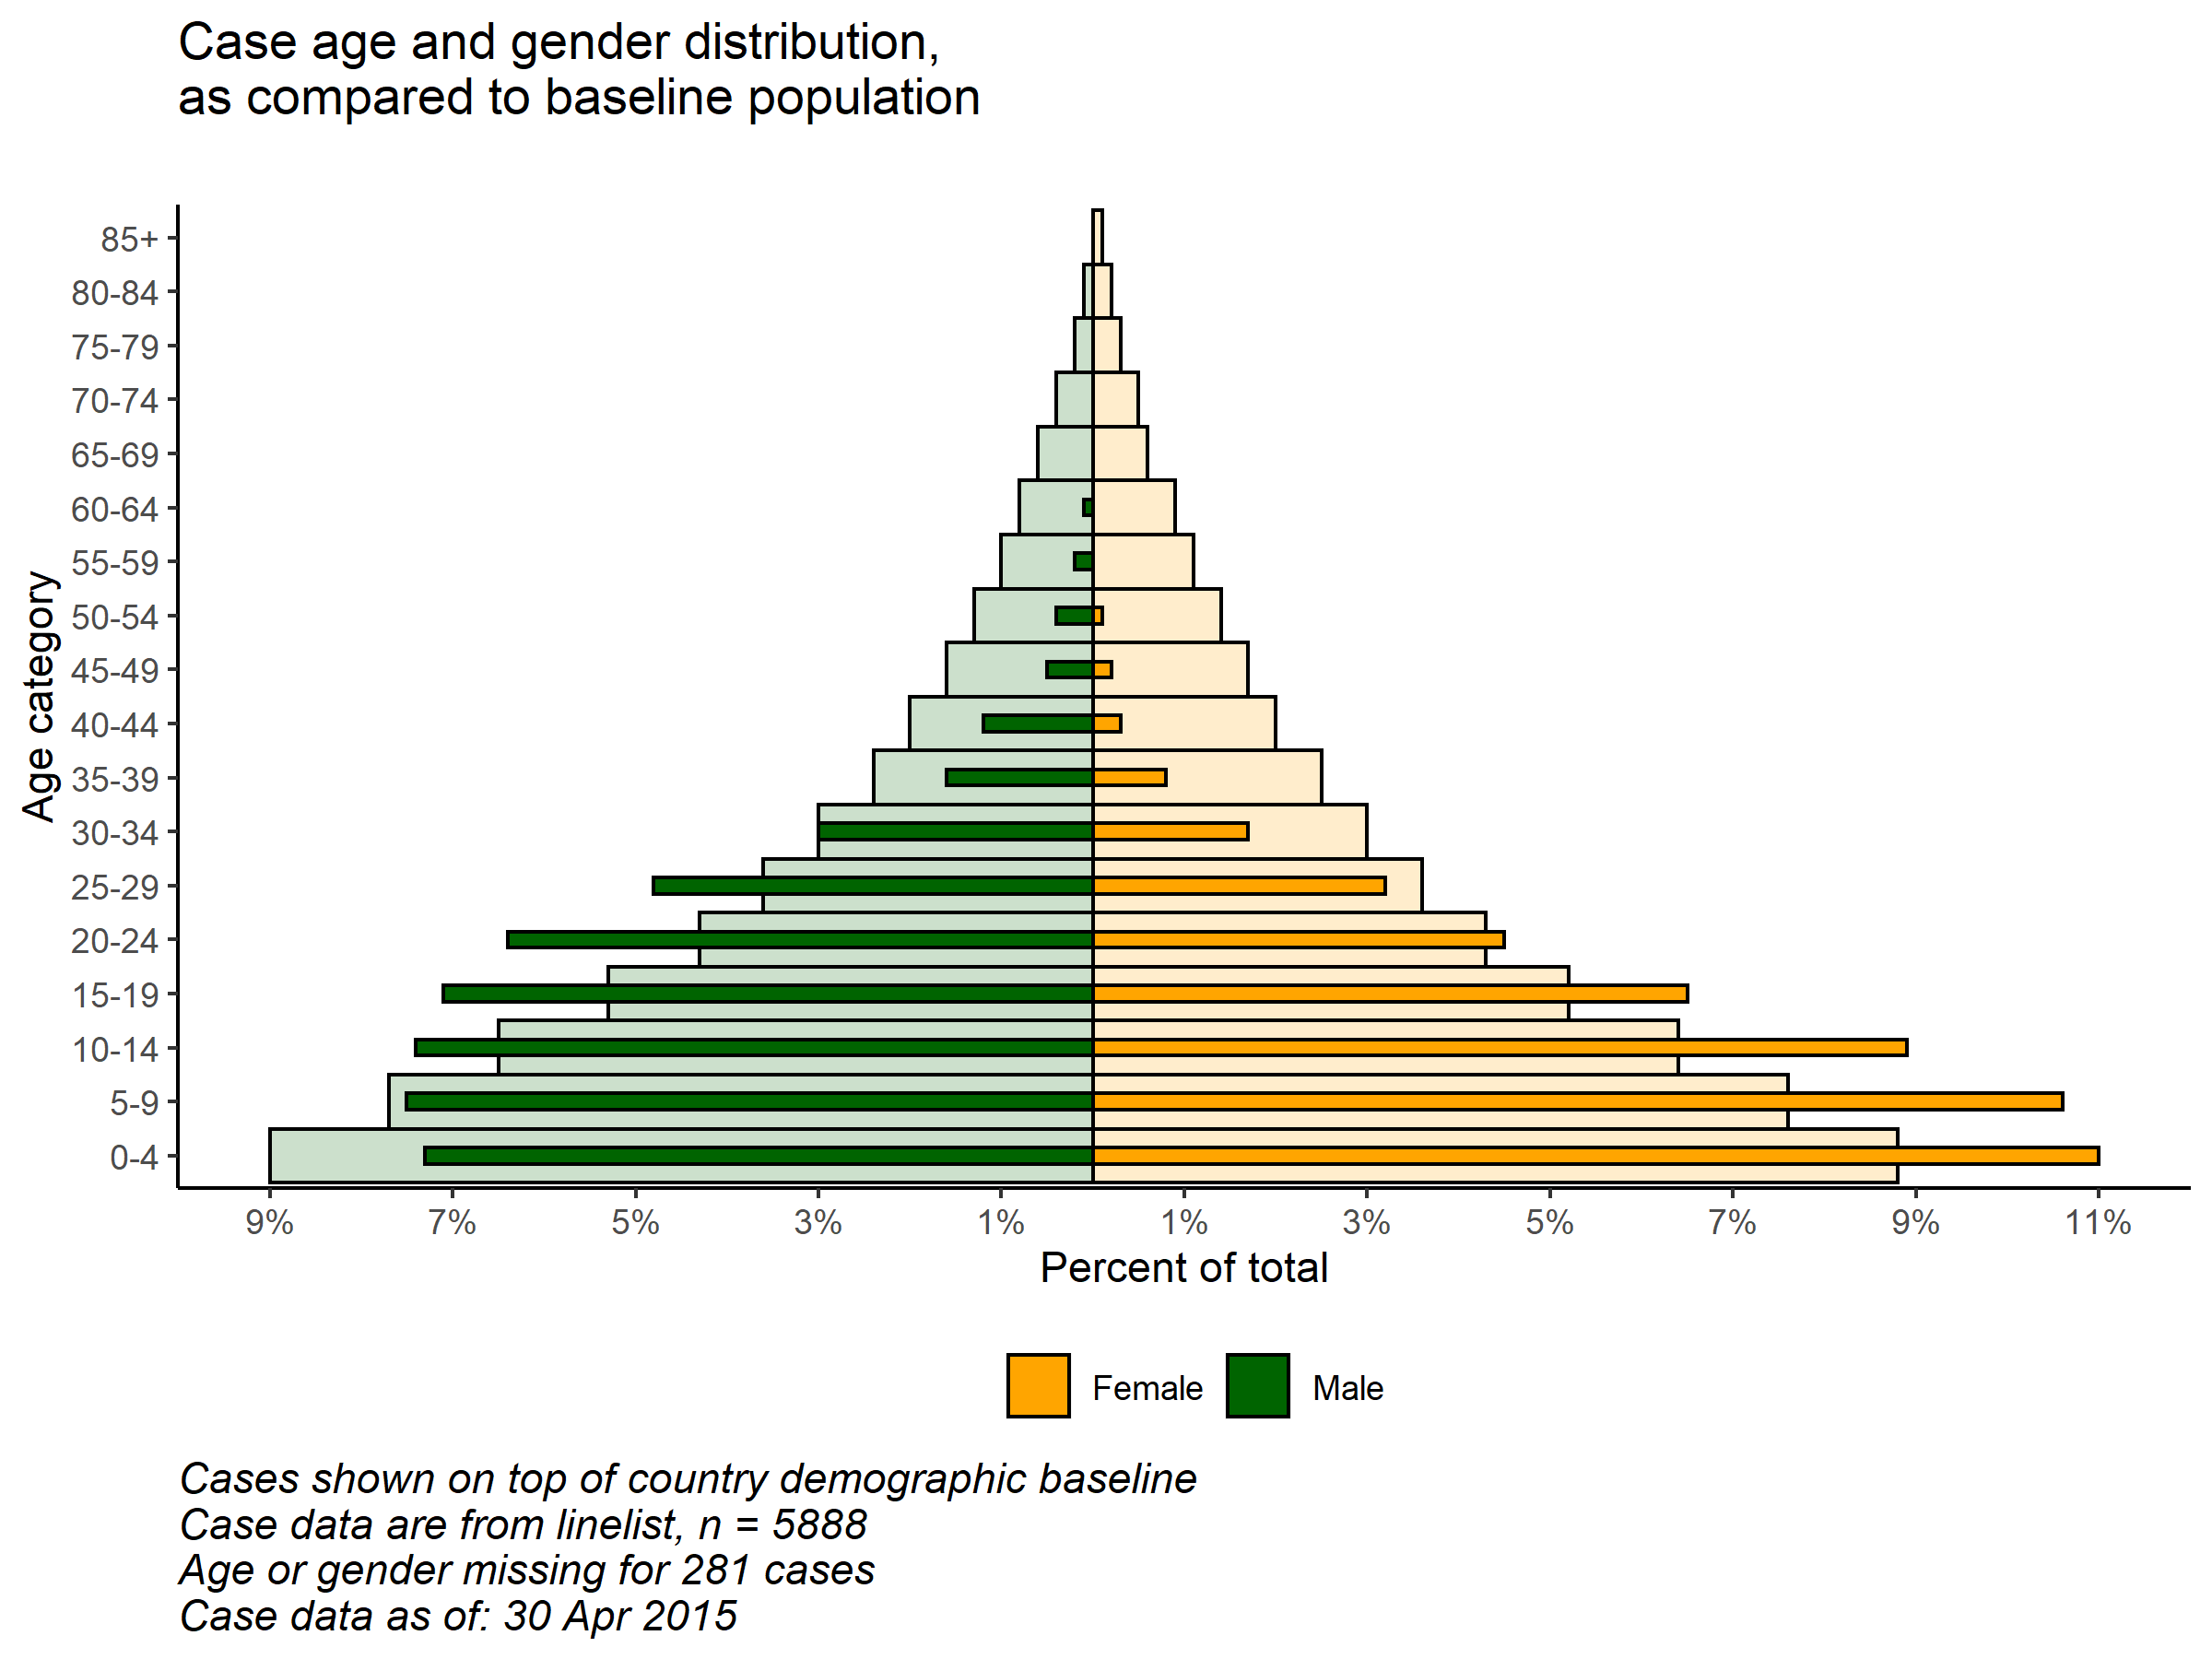 Case age and gender distribution,
as compared to baseline population
Age category
85+
80-84
75-79
70-74
65-69
60-64
55-59
50-54
45-49
40-44
35-39
30-34
25-29
20-24
15-19
10-14
5-9
0-4
9% 7% 5% 3% 1% 1% 3% 5% 7% 9% 11%
Percent of total
Female Male
Cases shown on top of country demographic baseline
Case data are from linelist, n = 5888
Age or gender missing for 281 cases
Case data as of: 30 Apr 2015